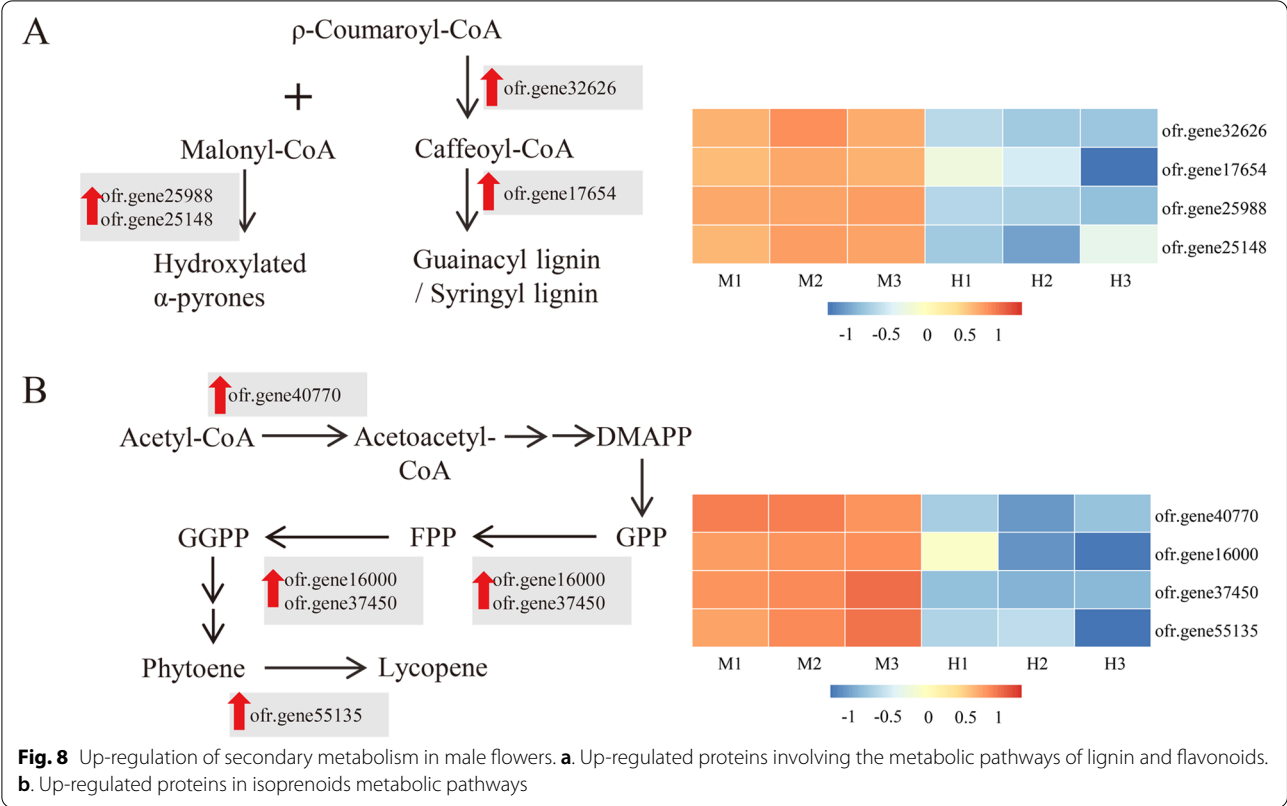 A
ρ-Coumaroyl-CoA
+
ofr.gene32626
Malonyl-CoA
Caffeoyl-CoA
ofr.gene25988
ofr.gene25148
ofr.gene17654
Hydroxylated
α-pyrones
Guainacyl lignin
/ Syringyl lignin
ofr.gene32626
ofr.gene17654
ofr.gene25988
ofr.gene25148
M1 M2 M3 H1 H2 H3
-1 -0.5 0 0.5 1
B
ofr.gene40770
Acetyl-CoA
Acetoacetyl-
CoA
DMAPP
GGPP
FPP
GPP
ofr.gene16000
ofr.gene37450
ofr.gene16000
ofr.gene37450
Phytoene
Lycopene
ofr.gene55135
ofr.gene40770
ofr.gene16000
ofr.gene37450
ofr.gene55135
M1 M2 M3 H1 H2 H3
-1 -0.5 0 0.5 1
Fig. 8 Up-regulation of secondary metabolism in male flowers. a. Up-regulated proteins involving the metabolic pathways of lignin and flavonoids.
b. Up-regulated proteins in isoprenoids metabolic pathways